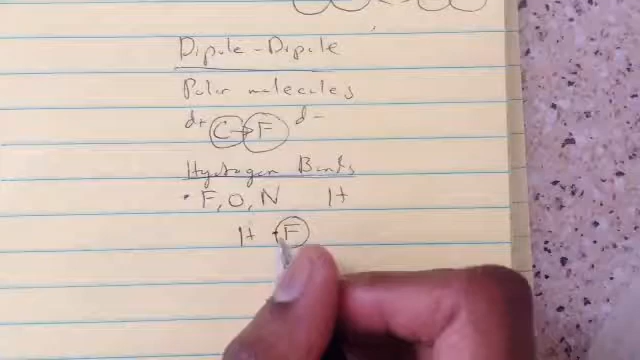 Dipole-Dipole
Polar molecules
d+ C→F d-
Hydrogen Bonds
• F, O, N H
H F